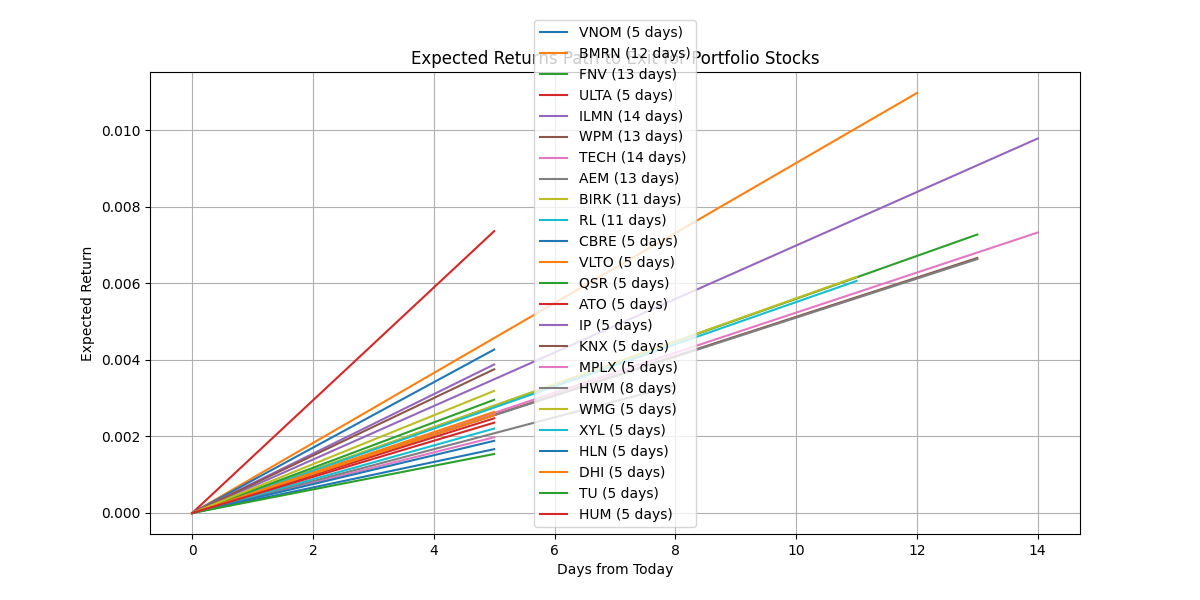 Expected Returns Path to Exit for Portfolio Stocks
VNOM (5 days)
BMRN (12 days)
FNV (13 days)
ULTA (5 days)
ILMN (14 days)
WPM (13 days)
TECH (14 days)
AEM (13 days)
BIRK (11 days)
RL (11 days)
CBRE (5 days)
VLTO (5 days)
QSR (5 days)
ATO (5 days)
IP (5 days)
KNX (5 days)
MPLX (5 days)
HWM (8 days)
WMG (5 days)
XYL (5 days)
HLN (5 days)
DHI (5 days)
TU (5 days)
HUM (5 days)
Expected Return
0.010
0.008
0.006
0.004
0.002
0.000
0 2 4 6 8 10 12 14
Days from Today